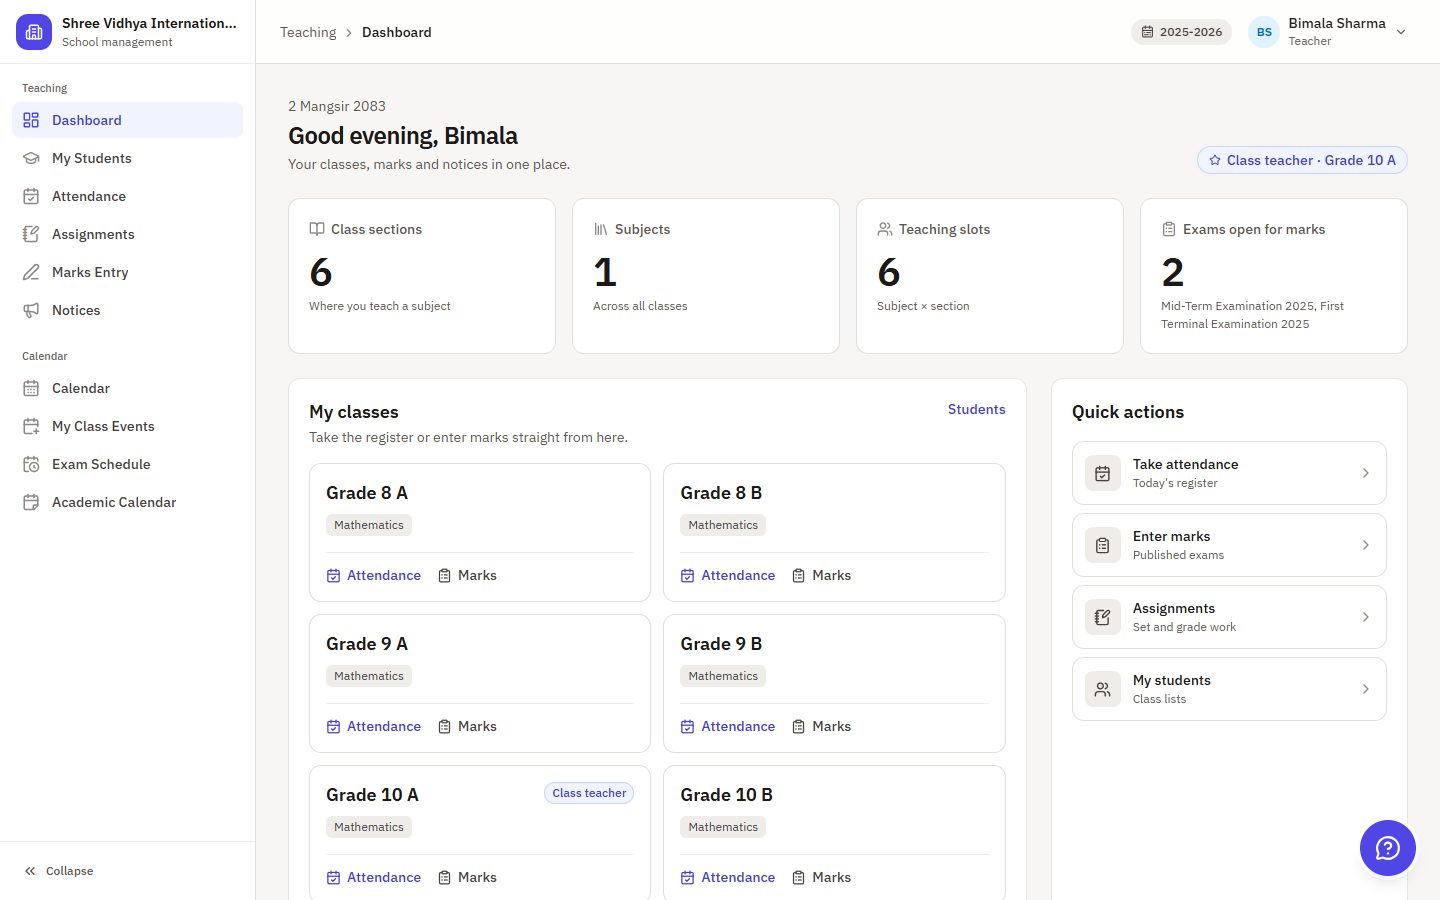 Shree Vidhya Internation...
School management
Teaching
Dashboard
My Students
Attendance
Assignments
Marks Entry
Notices
Calendar
Calendar
My Class Events
Exam Schedule
Academic Calendar
Collapse
Teaching > Dashboard
2025-2026
BS
Bimala Sharma
Teacher
2 Mangsir 2083
Good evening, Bimala
Your classes, marks and notices in one place.
Class teacher · Grade 10 A
Class sections
6
Where you teach a subject
Subjects
1
Across all classes
Teaching slots
6
Subject × section
Exams open for marks
2
Mid-Term Examination 2025, First
Terminal Examination 2025
My classes
Students
Take the register or enter marks straight from here.
Grade 8 A
Mathematics
Attendance Marks
Grade 8 B
Mathematics
Attendance Marks
Grade 9 A
Mathematics
Attendance Marks
Grade 9 B
Mathematics
Attendance Marks
Grade 10 A
Class teacher
Mathematics
Attendance Marks
Grade 10 B
Mathematics
Attendance Marks
Quick actions
Take attendance
Today's register
Enter marks
Published exams
Assignments
Set and grade work
My students
Class lists